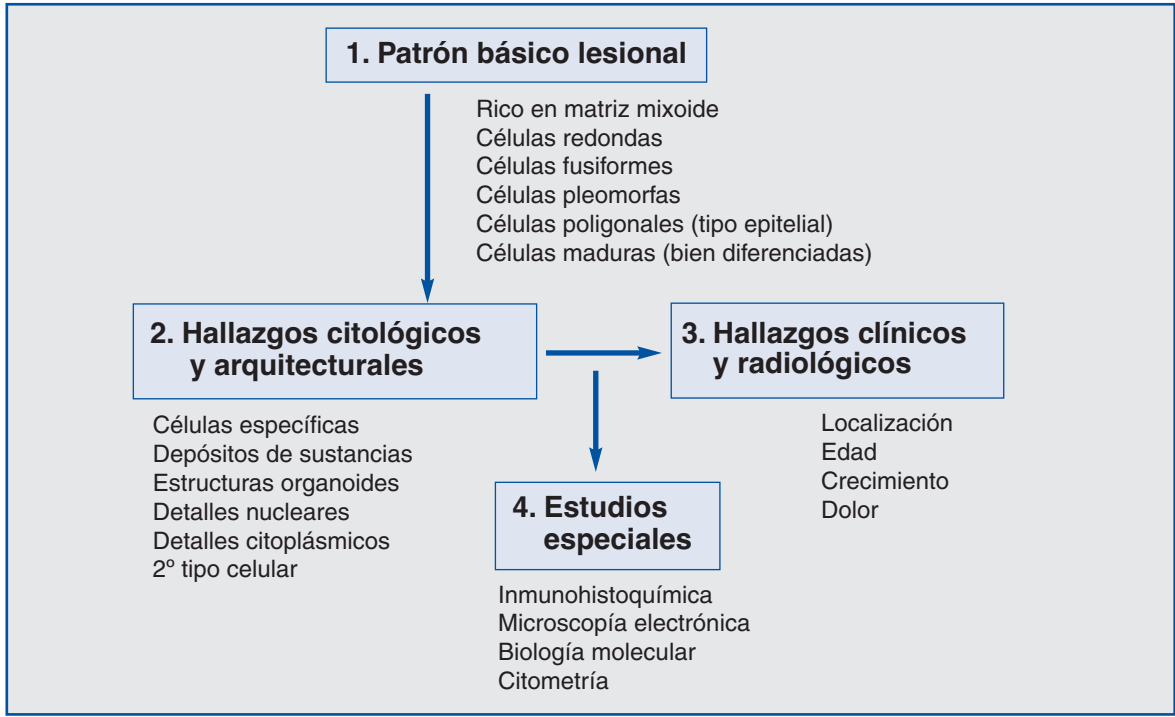 1. Patrón básico lesional
Rico en matriz mixoide
Células redondas
Células fusiformes
Células pleomorfas
Células poligonales (tipo epitelial)
Células maduras (bien diferenciadas)
2. Hallazgos citológicos
y arquitecturales
Células específicas
Depósitos de sustancias
Estructuras organoides
Detalles nucleares
Detalles citoplásmicos
2º tipo celular
3. Hallazgos clínicos
y radiológicos
Localización
Edad
Crecimiento
Dolor
4. Estudios
especiales
Inmunohistoquímica
Microscopía electrónica
Biología molecular
Citometría